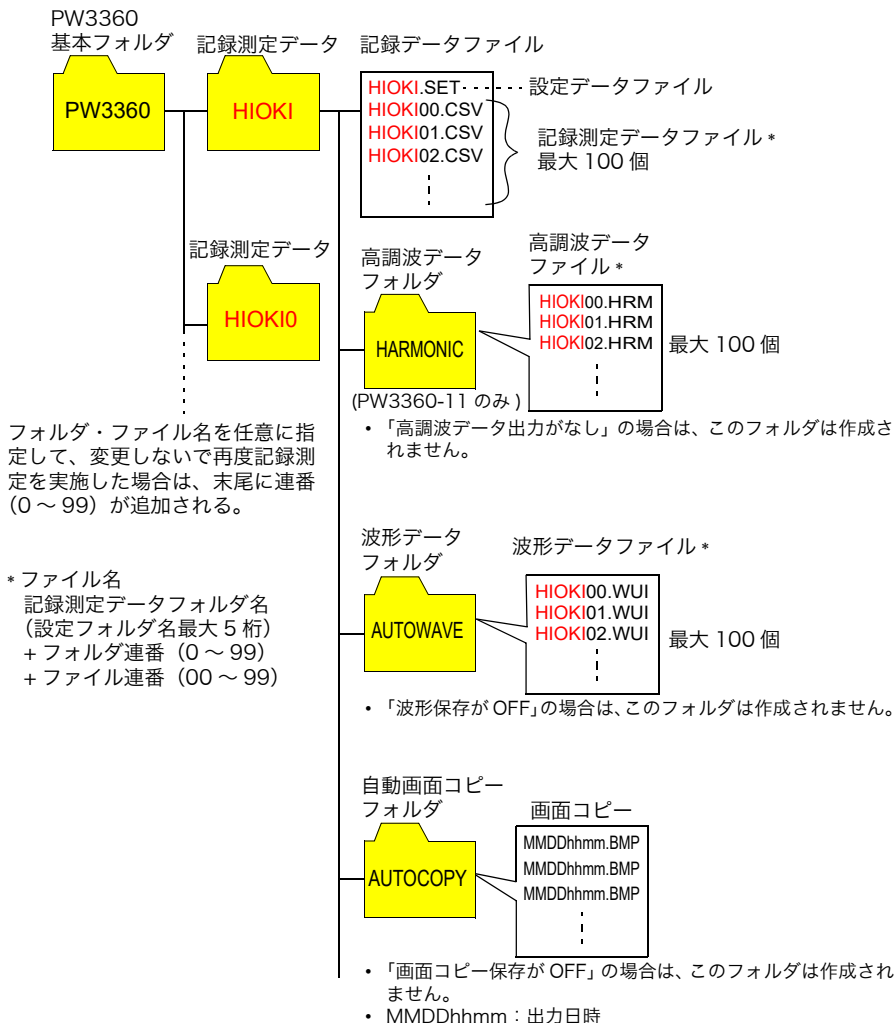 PW3360
基本フォルダ
記録測定データ
記録データファイル
PW3360
HIOKI
HIOKI.SET
設定データファイル
HIOKI00.CSV
HIOKI01.CSV
HIOKI02.CSV
記録測定データファイル *
最大 100 個
記録測定データ
HIOKI0
フォルダ・ファイル名を任意に指
定して、変更しないで再度記録測
定を実施した場合は、末尾に連番
（0 ～ 99）が追加される。
* ファイル名
記録測定データフォルダ名
（設定フォルダ名最大 5 桁）
+ フォルダ連番（0 ～ 99）
+ ファイル連番（00 ～ 99）
高調波データ
フォルダ
HARMONIC
(PW3360-11 のみ )
高調波データ
ファイル *
HIOKI00.HRM
HIOKI01.HRM
HIOKI02.HRM
最大 100 個
• 「高調波データ出力がなし」の場合は、このフォルダは作成さ
れません。
波形データ
フォルダ
AUTOWAVE
波形データファイル *
HIOKI00.WUI
HIOKI01.WUI
HIOKI02.WUI
最大 100 個
• 「波形保存が OFF」の場合は、このフォルダは作成されません。
自動画面コピー
フォルダ
AUTOCOPY
画面コピー
MMDDhhmm.BMP
MMDDhhmm.BMP
MMDDhhmm.BMP
• 「画面コピー保存が OFF」の場合は、このフォルダは作成され
ません。
• MMDDhhmm：出力日時